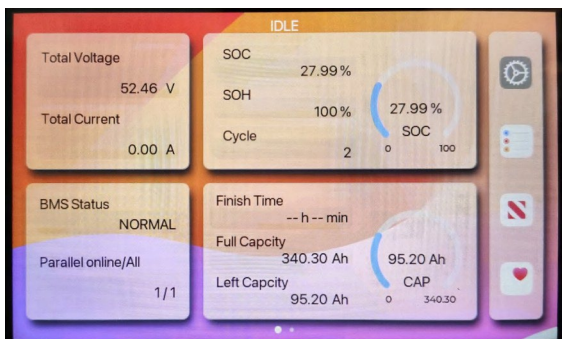 IDLE
Total Voltage
52.46 V
Total Current
0.00 A
SOC
27.99 %
SOH
100 %
Cycle
2
27.99 %
SOC
0 100
BMS Status
NORMAL
Parallel online/All
1/1
Finish Time
-- h -- min
Full Capcity
340.30 Ah
Left Capcity
95.20 Ah
95.20 Ah
CAP
0 340.30